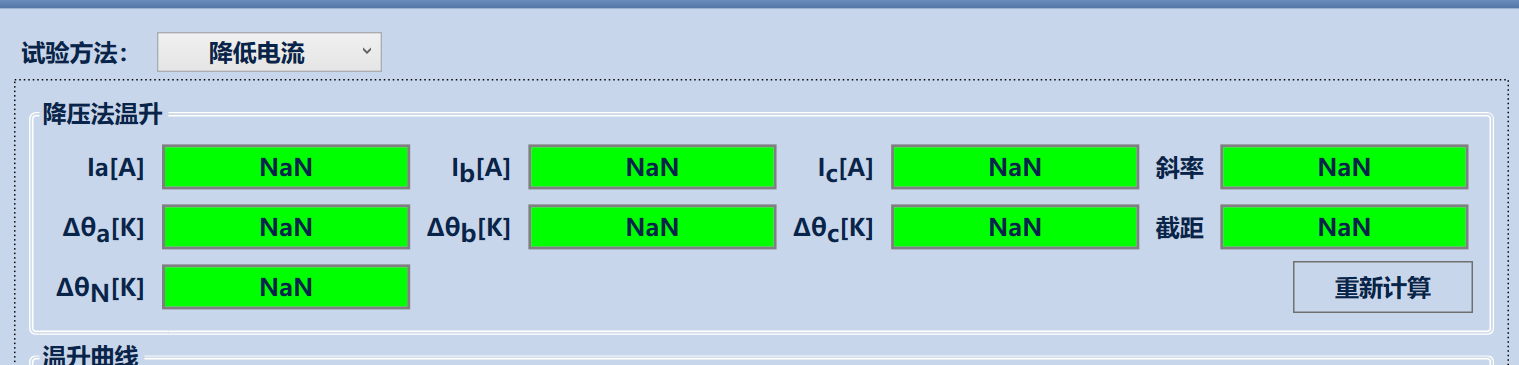 试验方法： 降低电流
降压法温升
Ia[A] NaN Ib[A] NaN Ic[A] NaN 斜率 NaN
Δθa[K] NaN Δθb[K] NaN Δθc[K] NaN 截距 NaN
ΔθN[K] NaN 重新计算
温升曲线